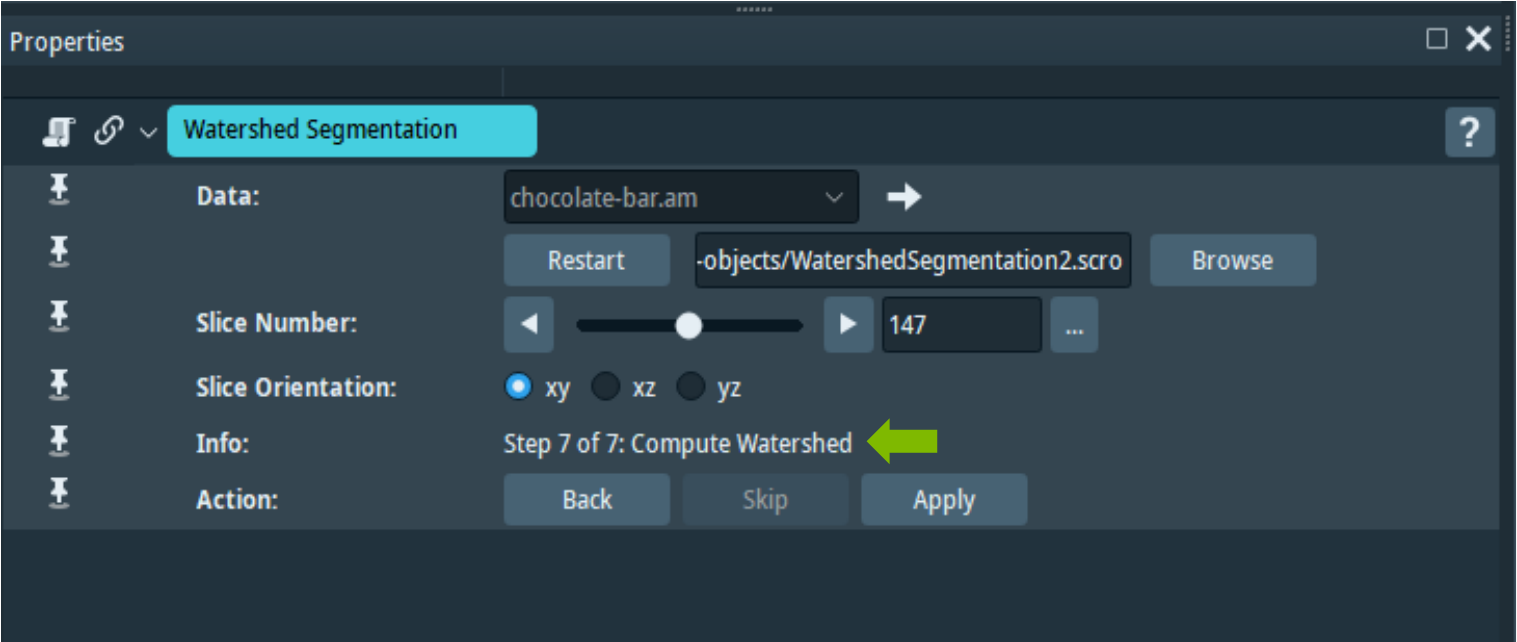 Properties
Watershed Segmentation ?
Data: chocolate-bar.am
Restart -objects/WatershedSegmentation2.scro Browse
Slice Number: 147 ...
Slice Orientation: xy xz yz
Info: Step 7 of 7: Compute Watershed
Action: Back Skip Apply